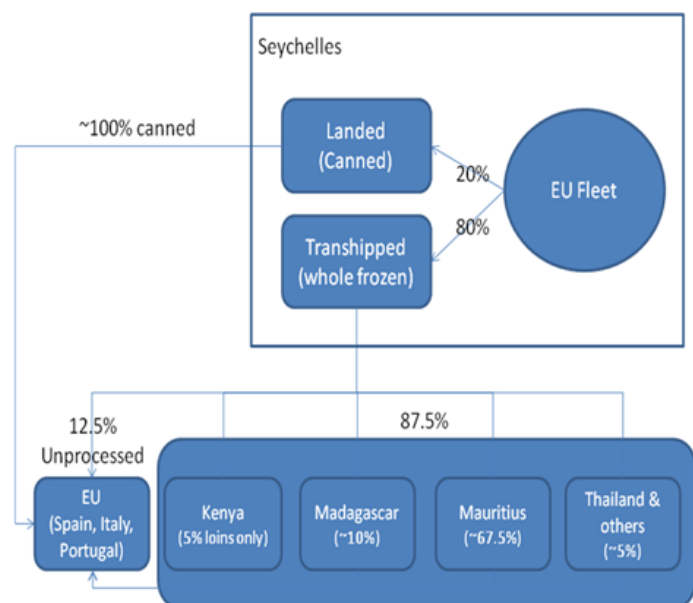 Seychelles
~100% canned
Landed
(Canned)
20%
EU Fleet
80%
Transhipped
(whole frozen)
12.5%
Unprocessed
87.5%
EU
(Spain, Italy,
Portugal)
Kenya
(5% loins only)
Madagascar
(~10%)
Mauritius
(~67.5%)
Thailand &
others
(~5%)